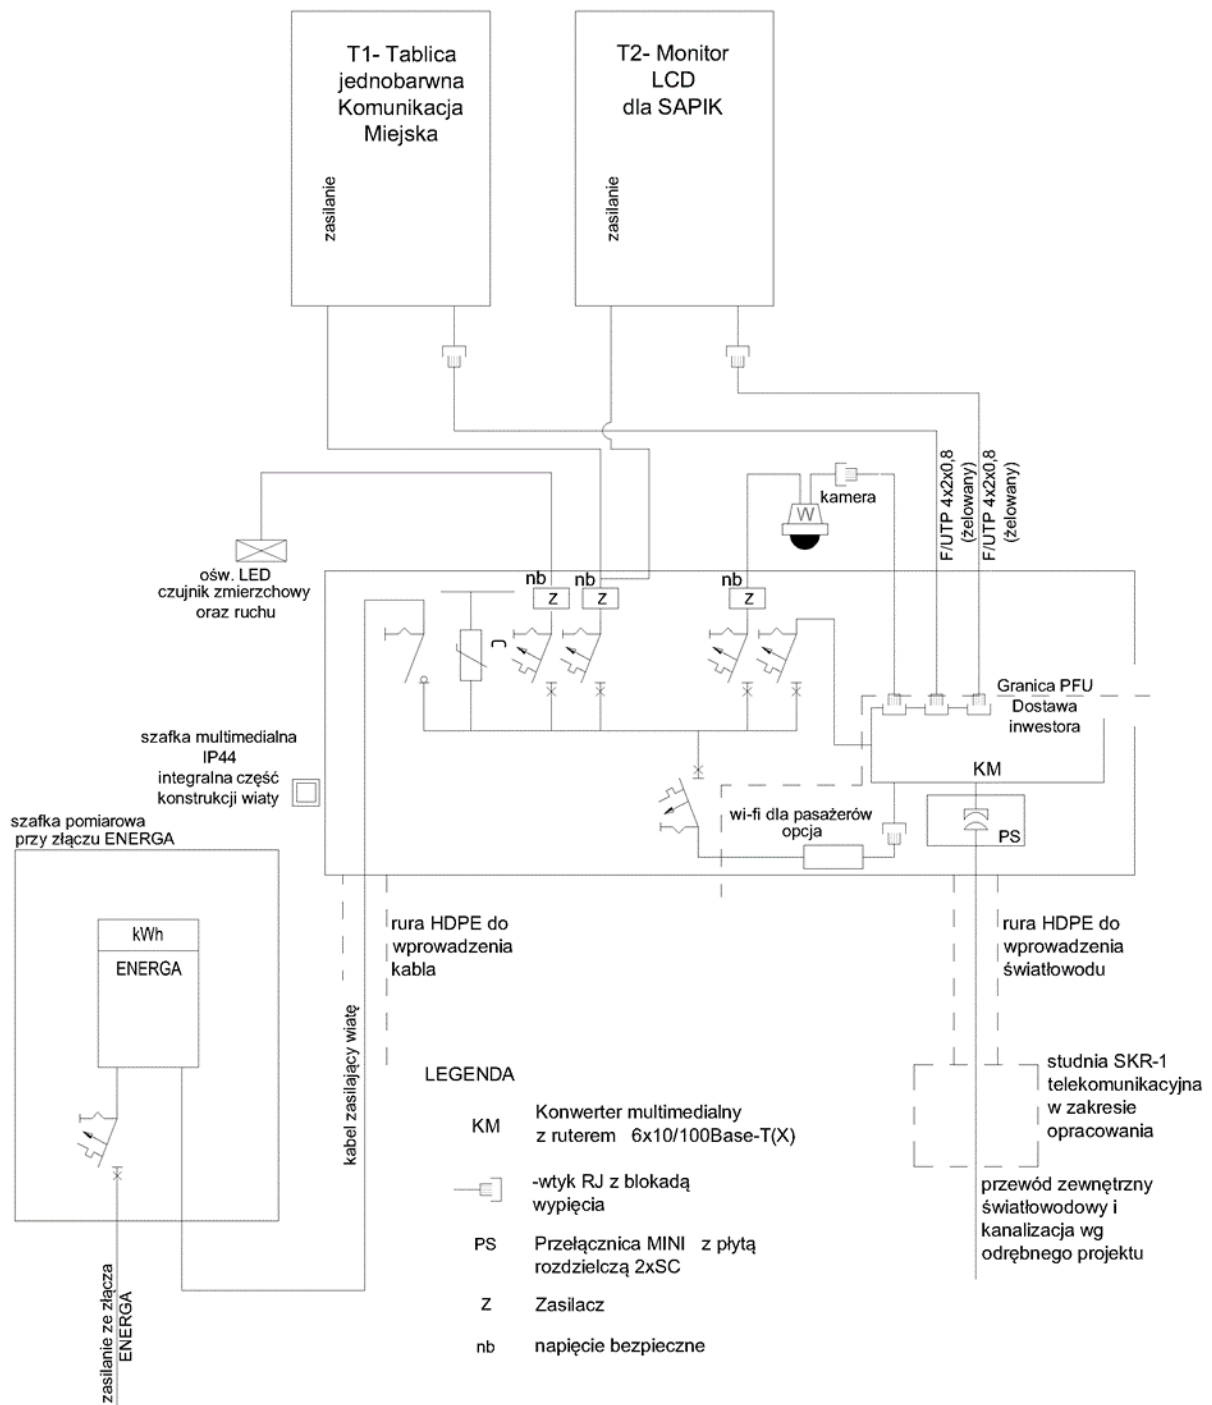 T1- Tablica
jednobarwna
Komunikacja
Miejska
zasilanie
T2- Monitor
LCD
dla SAPIK
zasilanie
F/UTP 4x2x0,8
(żelowany)
F/UTP 4x2x0,8
(żelowany)
kamera
W
ośw. LED
czujnik zmierzchowy
oraz ruchu
nb
nb
nb
Z
Z
Z
Granica PFU
Dostawa
inwestora
KM
szafka multimedialna
IP44
integralna część
konstrukcji wiaty
wi-fi dla pasażerów
opcja
PS
szafka pomiarowa
przy złączu ENERGA
kWh
ENERGA
rura HDPE do
wprowadzenia
kabla
kabel zasilający wiatę
rura HDPE do
wprowadzenia
światłowodu
studnia SKR-1
telekomunikacyjna
w zakresie
opracowania
przewód zewnętrzny
światłowodowy i
kanalizacja wg
odrębnego projektu
zasilanie ze złącza
ENERGA
LEGENDA
KM Konwerter multimedialny
z ruterem 6x10/100Base-T(X)
-wtyk RJ z blokadą
wypięcia
PS Przełącznica MINI z płytą
rozdzielczą 2xSC
Z Zasilacz
nb napięcie bezpieczne